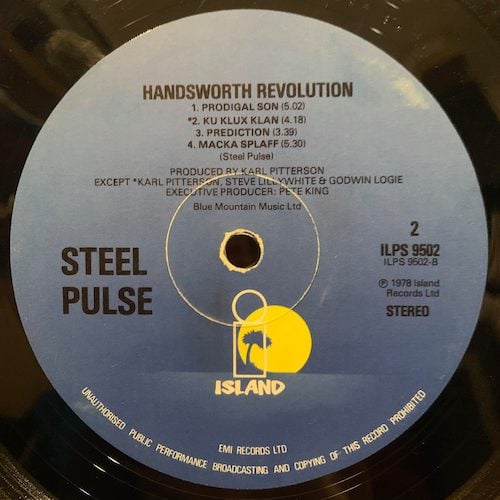 HANDSWORTH REVOLUTION
1. PRODIGAL SON (5.02)
*2. KU KLUX KLAN (4.18)
3. PREDICTION (3.39)
4. MACKA SPLAFF (5.30)
(Steel Pulse)
PRODUCED BY KARL PITTERSON
EXCEPT *KARL PITTERSON, STEVE LILLYWHITE & GODWIN LOGIE
EXECUTIVE PRODUCER: PETE KING
Blue Mountain Music Ltd
STEEL
PULSE
2
ILPS 9502
ILPS 9502-B
℗ 1978 Island
Records Ltd
STEREO
ISLAND
EMI RECORDS LTD
UNAUTHORISED PUBLIC PERFORMANCE BROADCASTING AND COPYING OF THIS RECORD PROHIBITED